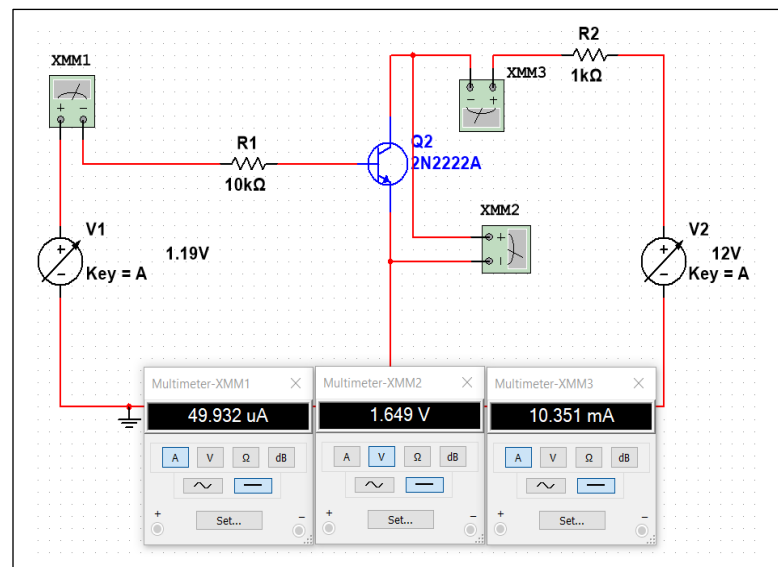 XMM1
+ −
R1
10kΩ
V1
+
−
Key = A
1.19V
Q2
2N2222A
XMM3
− +
R2
1kΩ
XMM2
+
−
V2
+
−
12V
Key = A
Multimeter-XMM1 ×
49.932 uA
A V Ω dB
+ −
Set...
Multimeter-XMM2 ×
1.649 V
A V Ω dB
+ −
Set...
Multimeter-XMM3 ×
10.351 mA
A V Ω dB
+ −
Set...